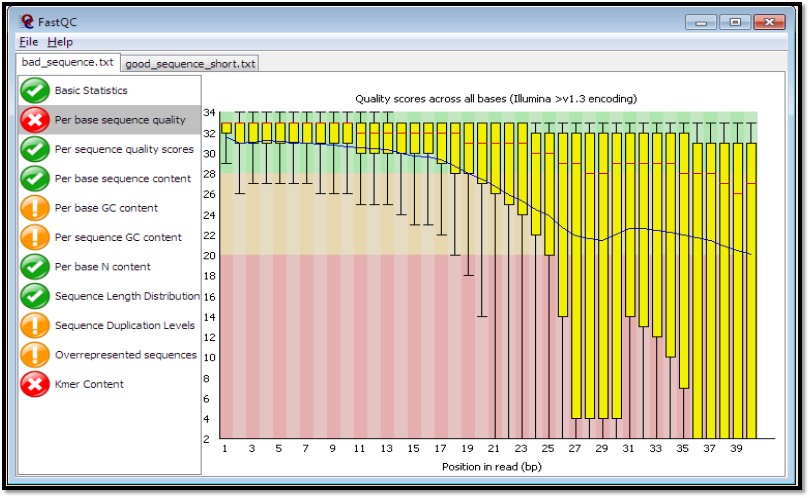 FastQC
File Help
bad_sequence.txt good_sequence_short.txt
Basic Statistics
Per base sequence quality
Per sequence quality scores
Per base sequence content
Per base GC content
Per sequence GC content
Per base N content
Sequence Length Distribution
Sequence Duplication Levels
Overrepresented sequences
Kmer Content
Quality scores across all bases (Illumina >v1.3 encoding)
34
32
30
28
26
24
22
20
18
16
14
12
10
8
6
4
2
1 3 5 7 9 11 13 15 17 19 21 23 25 27 29 31 33 35 37 39
Position in read (bp)